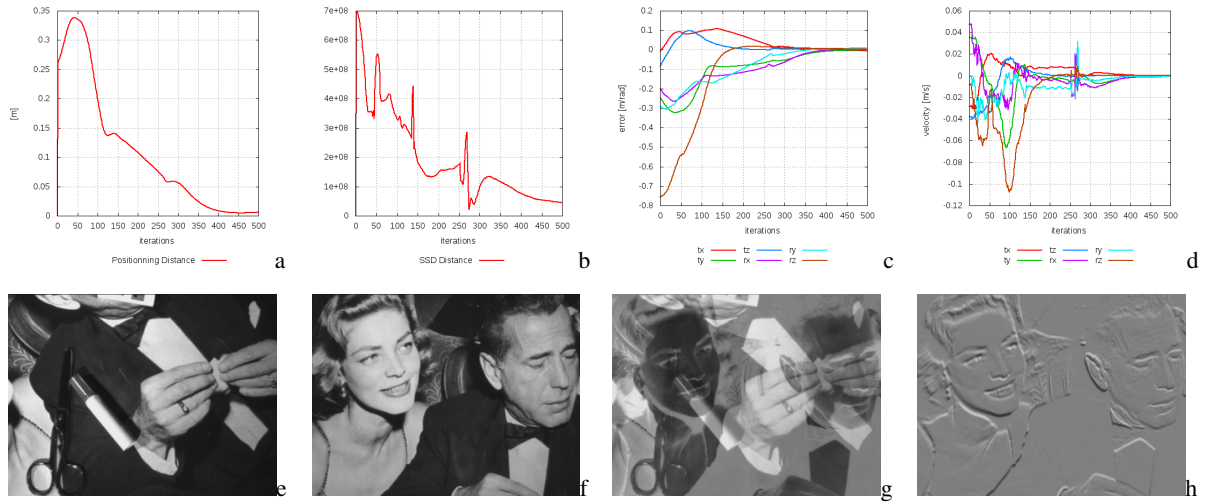 0.35
0.3
0.25
0.2
0.15
0.1
0.05
0
[m]
0 50 100 150 200 250 300 350 400 450 500
iterations
Positionning Distance
a
7e+08
6e+08
5e+08
4e+08
3e+08
2e+08
1e+08
0
0 50 100 150 200 250 300 350 400 450 500
iterations
SSD Distance
b
0.2
0.1
0
-0.1
-0.2
-0.3
-0.4
-0.5
-0.6
-0.7
-0.8
error [m/rad]
0 50 100 150 200 250 300 350 400 450 500
iterations
tx tz ry
ty rx rz
c
0.06
0.04
0.02
0
-0.02
-0.04
-0.06
-0.08
-0.1
-0.12
velocity [m/s]
0 50 100 150 200 250 300 350 400 450 500
iterations
tx tz ry
ty rx rz
d
e
f
g
h